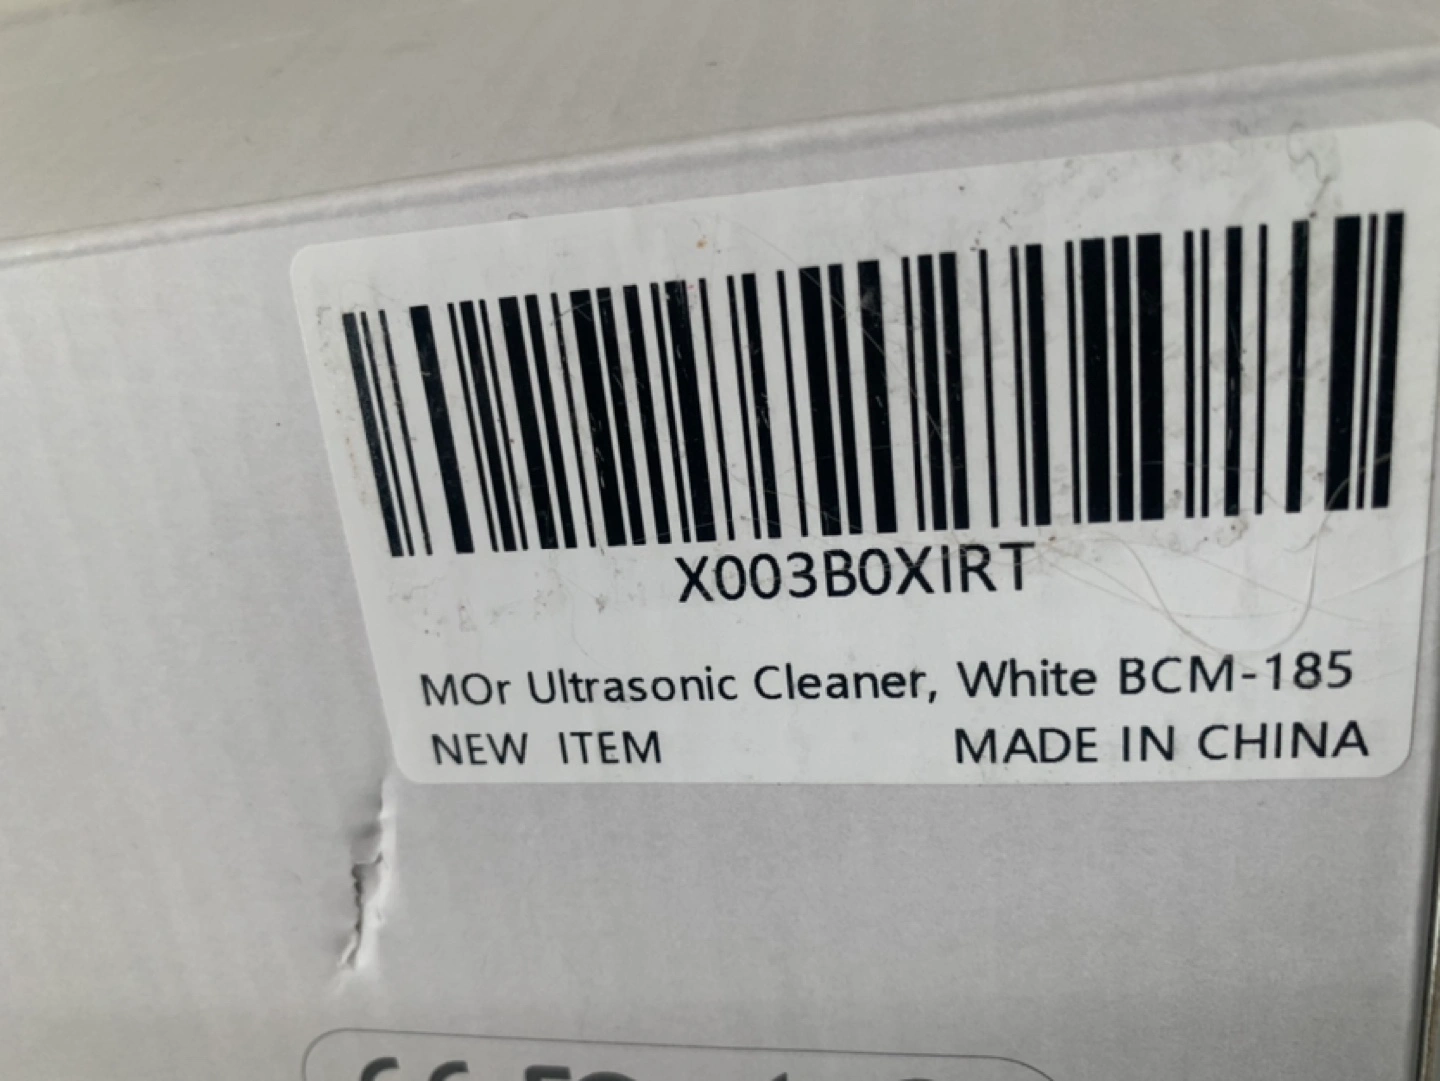 X003B0XIRT
MOr Ultrasonic Cleaner, White BCM-185
NEW ITEM MADE IN CHINA